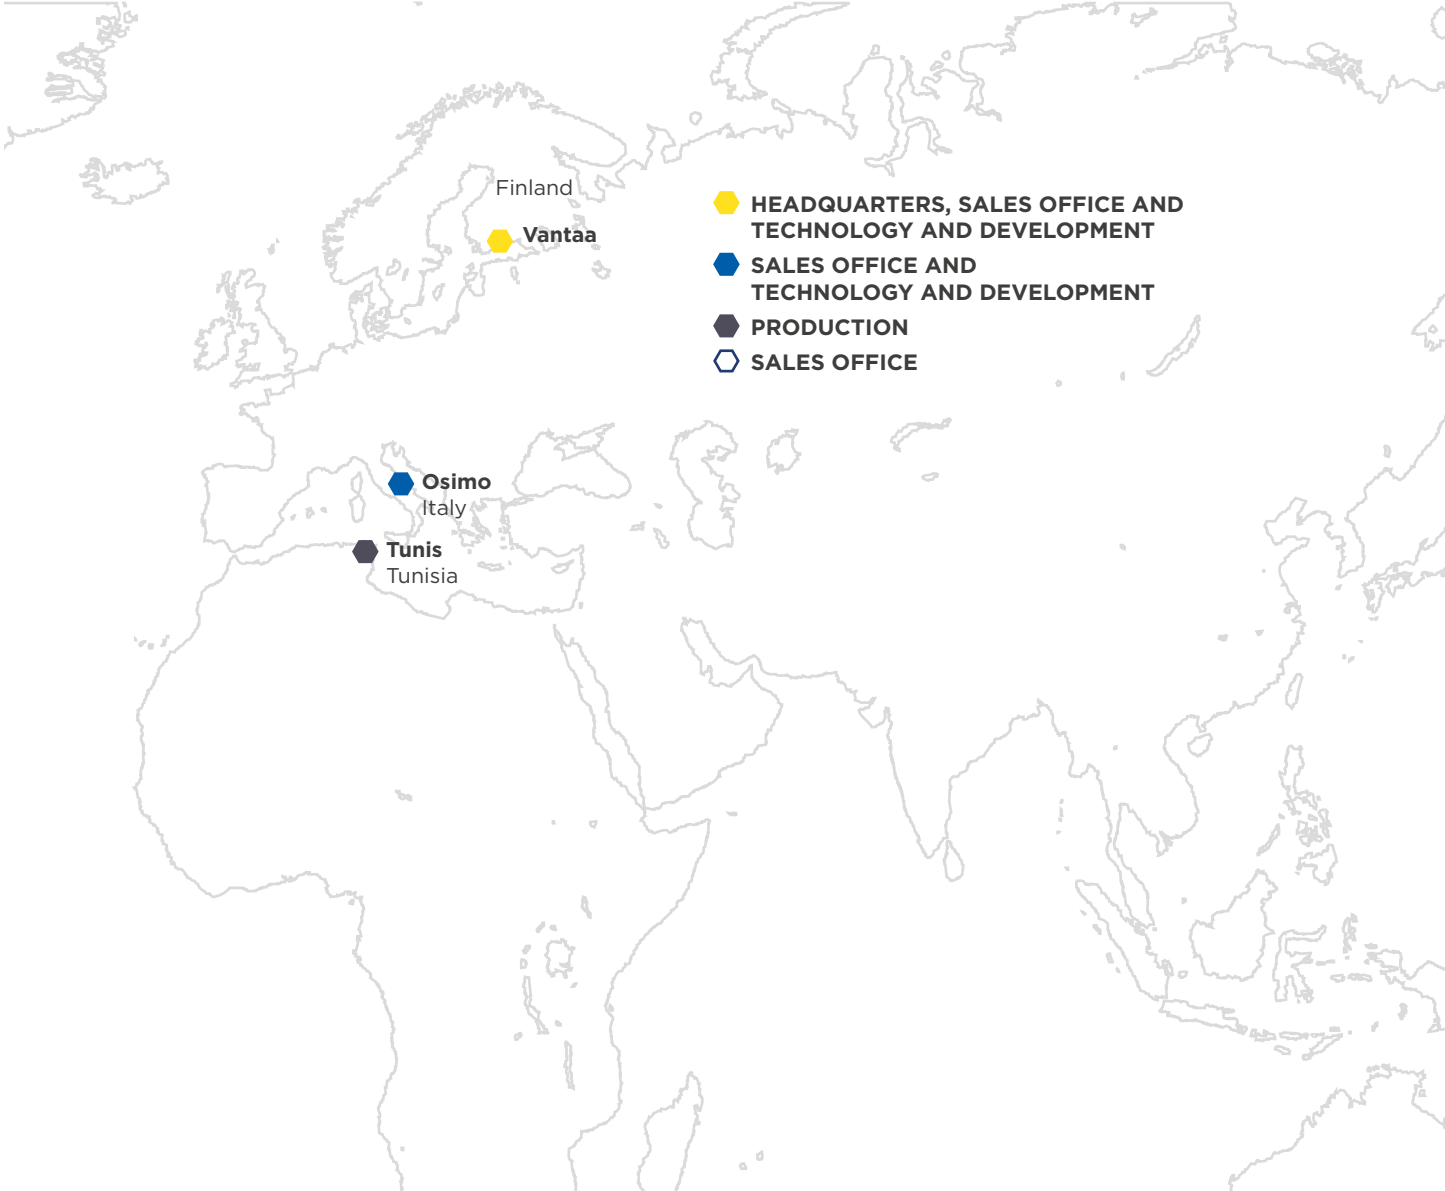 Finland
Vantaa
HEADQUARTERS, SALES OFFICE AND
TECHNOLOGY AND DEVELOPMENT
SALES OFFICE AND
TECHNOLOGY AND DEVELOPMENT
PRODUCTION
SALES OFFICE
Osimo
Italy
Tunis
Tunisia